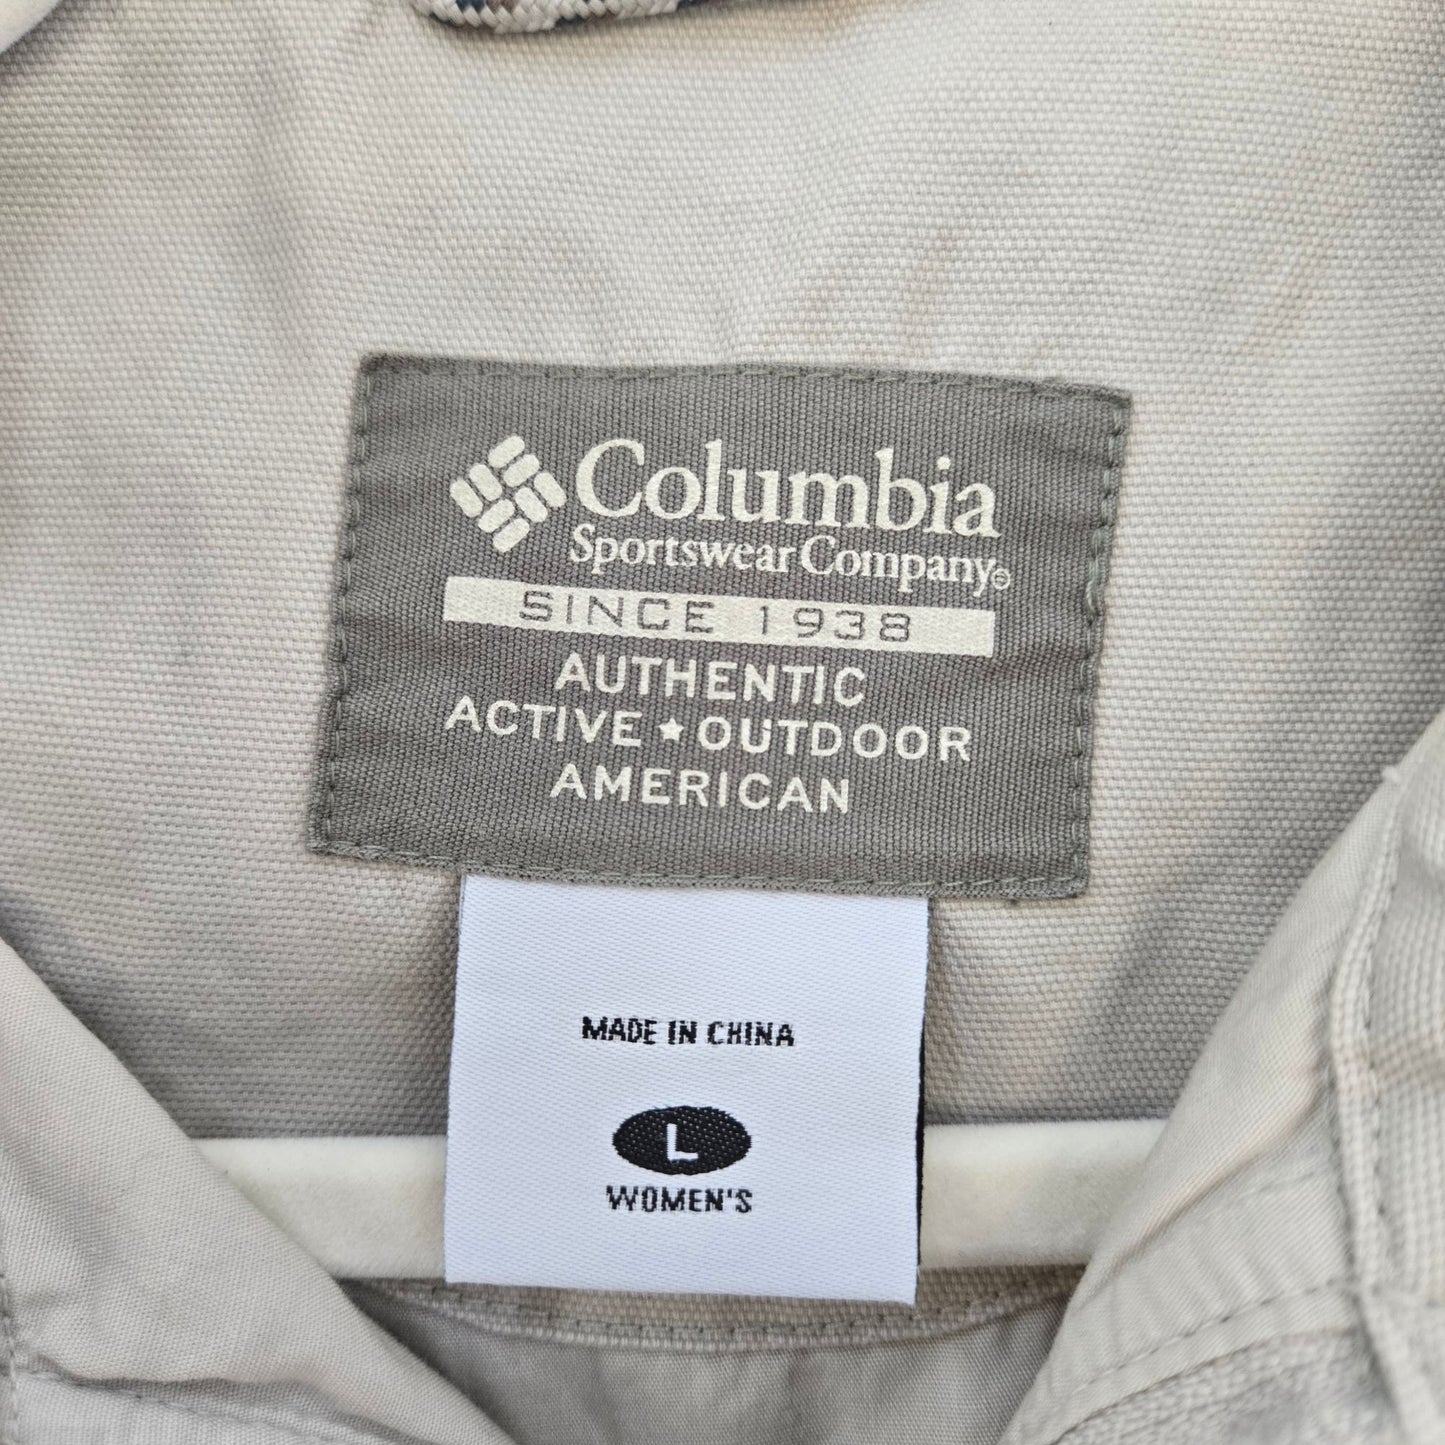 Columbia
Sportswear Company®
SINCE 1938
AUTHENTIC
ACTIVE ★ OUTDOOR
AMERICAN
MADE IN CHINA
L
WOMEN'S